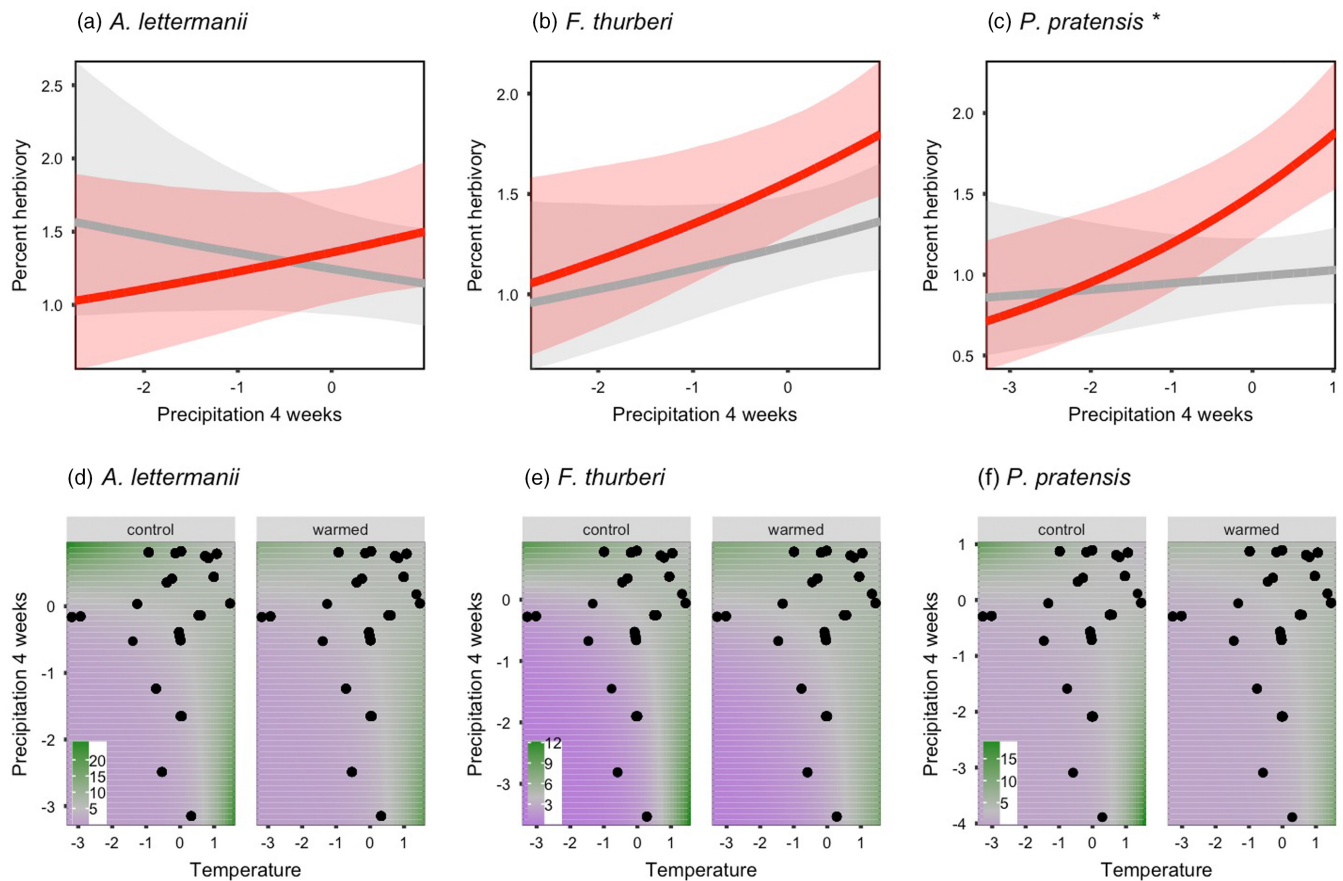 (a) A. lettermanii
(b) F. thurberi
(c) P. pratensis *
Percent herbivory
2.5
2.0
1.5
1.0
-2
-1
0
Precipitation 4 weeks
Percent herbivory
2.0
1.5
1.0
-2
-1
0
Precipitation 4 weeks
Percent herbivory
2.0
1.5
1.0
0.5
-3
-2
-1
0
1
Precipitation 4 weeks
(d) A. lettermanii
(e) F. thurberi
(f) P. pratensis
control
warmed
Precipitation 4 weeks
0
-1
-2
-3
20
15
10
5
-3 -2 -1 0 1
-3 -2 -1 0 1
Temperature
control
warmed
Precipitation 4 weeks
0
-1
-2
-3
12
9
6
3
-3 -2 -1 0 1
-3 -2 -1 0 1
Temperature
control
warmed
Precipitation 4 weeks
1
0
-1
-2
-3
-4
15
10
5
-3 -2 -1 0 1
-3 -2 -1 0 1
Temperature